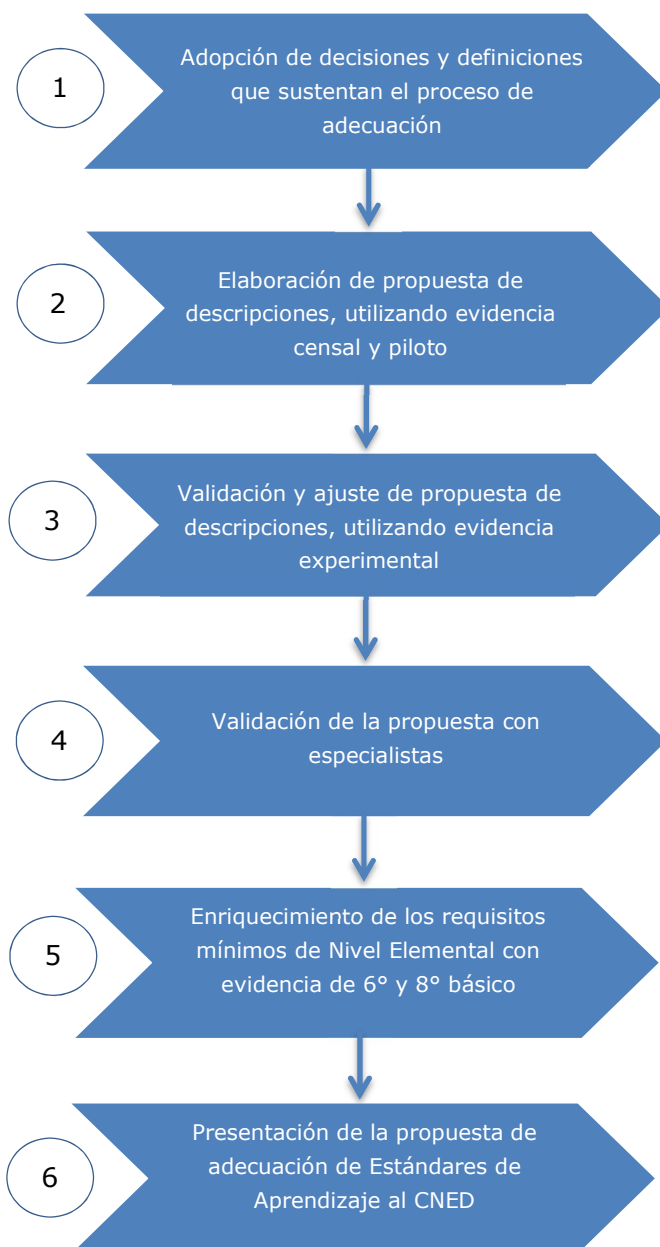 1
Adopción de decisiones y definiciones
que sustentan el proceso de
adecuación
2
Elaboración de propuesta de
descripciones, utilizando evidencia
censal y piloto
3
Validación y ajuste de propuesta de
descripciones, utilizando evidencia
experimental
4
Validación de la propuesta con
especialistas
5
Enriquecimiento de los requisitos
mínimos de Nivel Elemental con
evidencia de 6° y 8° básico
6
Presentación de la propuesta de
adecuación de Estándares de
Aprendizaje al CNED